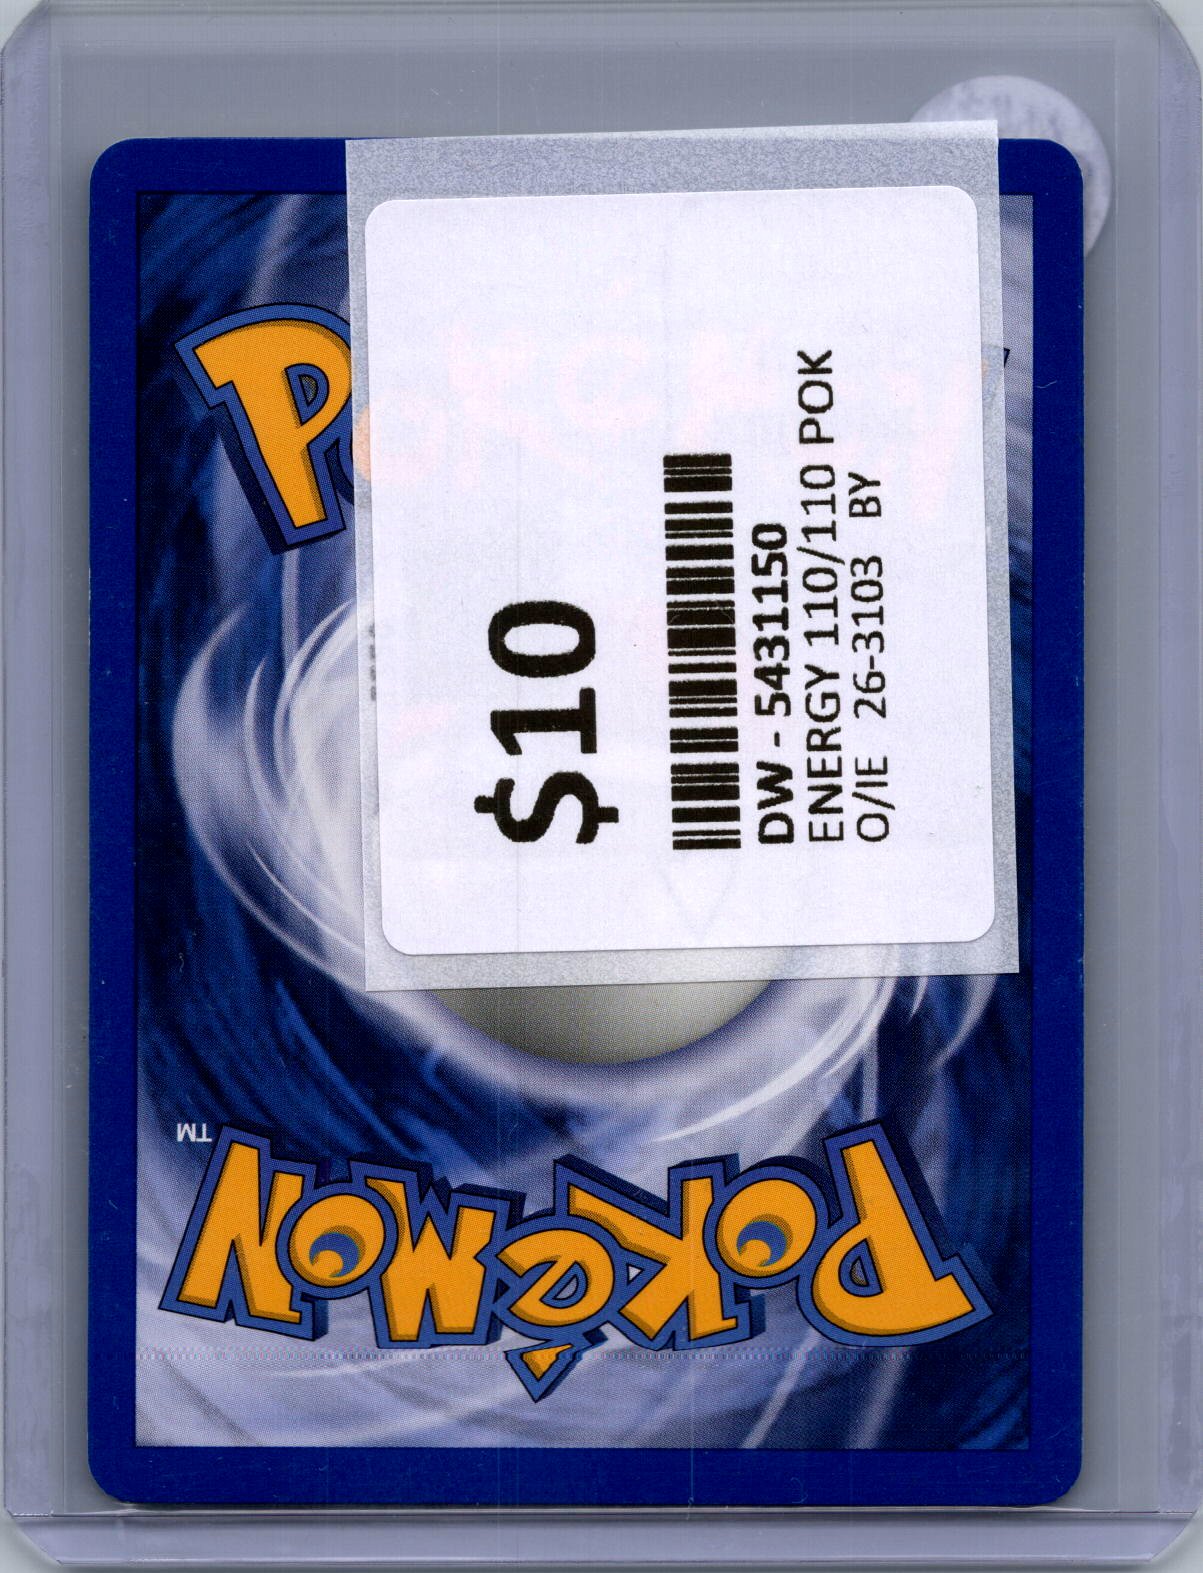 $10
DW - 5431150
ENERGY 110/110 POK
O/IE 26-3103 BY
P
POKéMON
TM